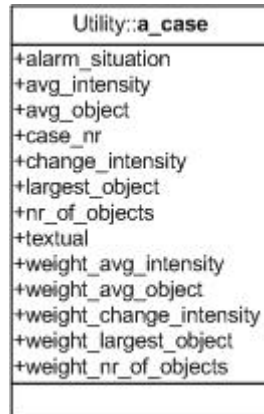 Utility::a_case
+alarm_situation
+avg_intensity
+avg_object
+case_nr
+change_intensity
+largest_object
+nr_of_objects
+textual
+weight_avg_intensity
+weight_avg_object
+weight_change_intensity
+weight_largest_object
+weight_nr_of_objects